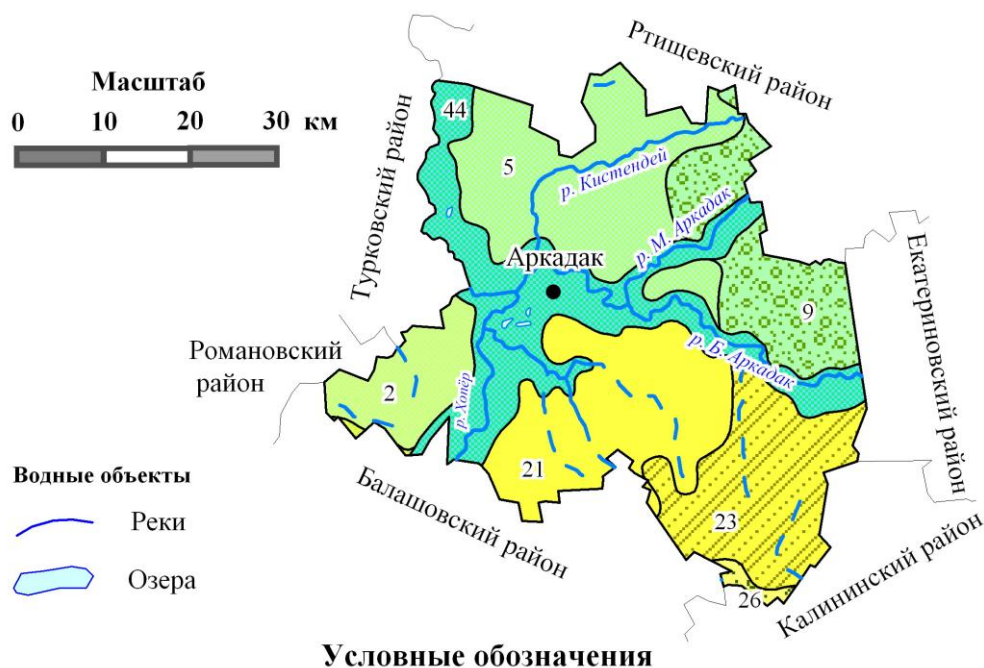 Масштаб
0 10 20 30 км
Ртищевский район
Турковский район
44
5
р. Кистендей
р. М. Аркадак
Аркадак
Екатериновский район
9
Романовский
район
р. Б. Аркадак
2
р. Хопёр
21
Балашовский район
23
26
Калининский район
Водные объекты
Реки
Озера
Условные обозначения